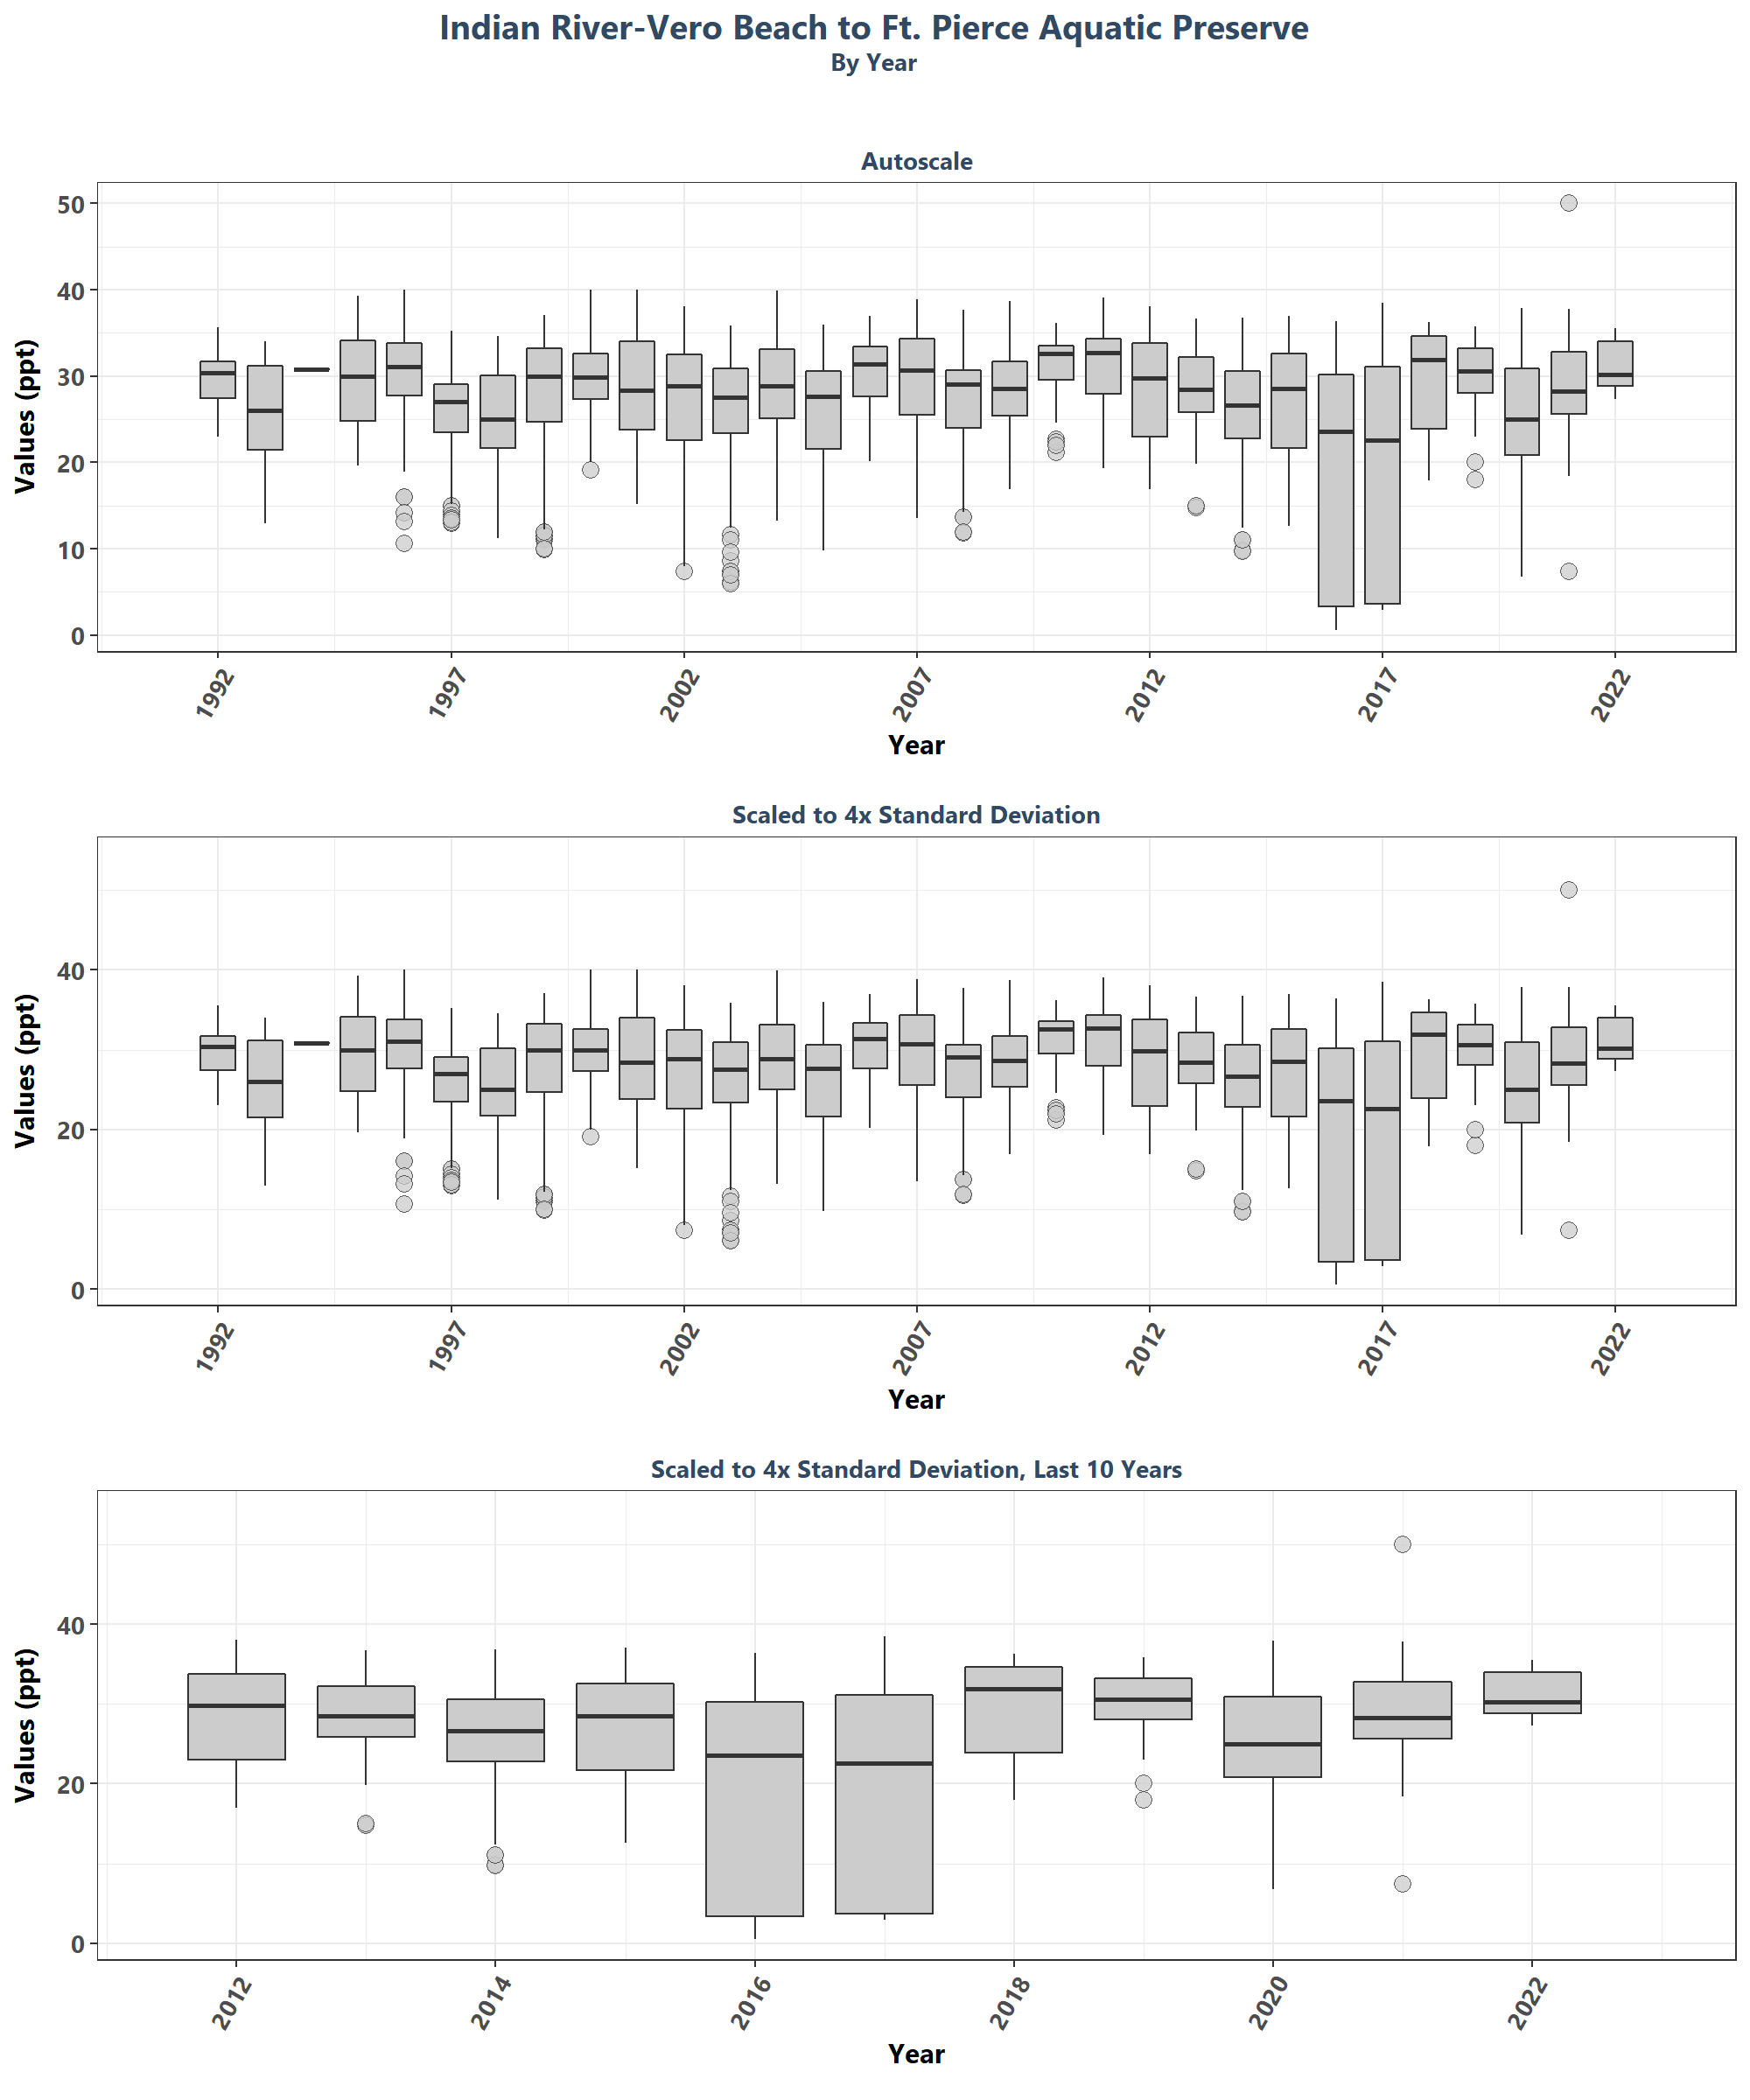 Indian River-Vero Beach to Ft. Pierce Aquatic Preserve
By Year
Autoscale
Values (ppt)
50
40
30
20
10
0
1992 1997 2002 2007 2012 2017 2022
Year
Scaled to 4x Standard Deviation
Values (ppt)
40
20
0
1992 1997 2002 2007 2012 2017 2022
Year
Scaled to 4x Standard Deviation, Last 10 Years
Values (ppt)
40
20
0
2012 2014 2016 2018 2020 2022
Year